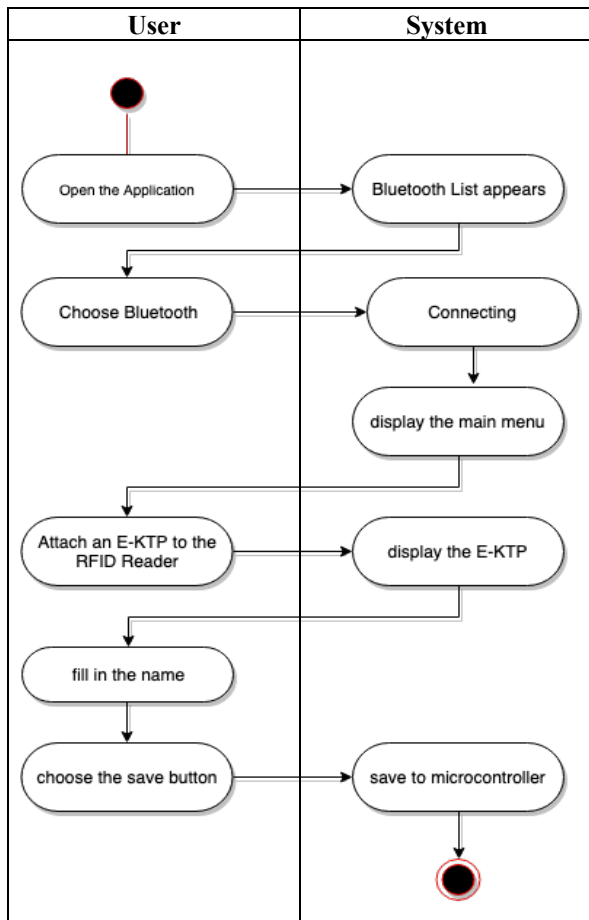 User
System
Open the Application
Bluetooth List appears
Choose Bluetooth
Connecting
display the main menu
Attach an E-KTP to the
RFID Reader
display the E-KTP
fill in the name
choose the save button
save to microcontroller